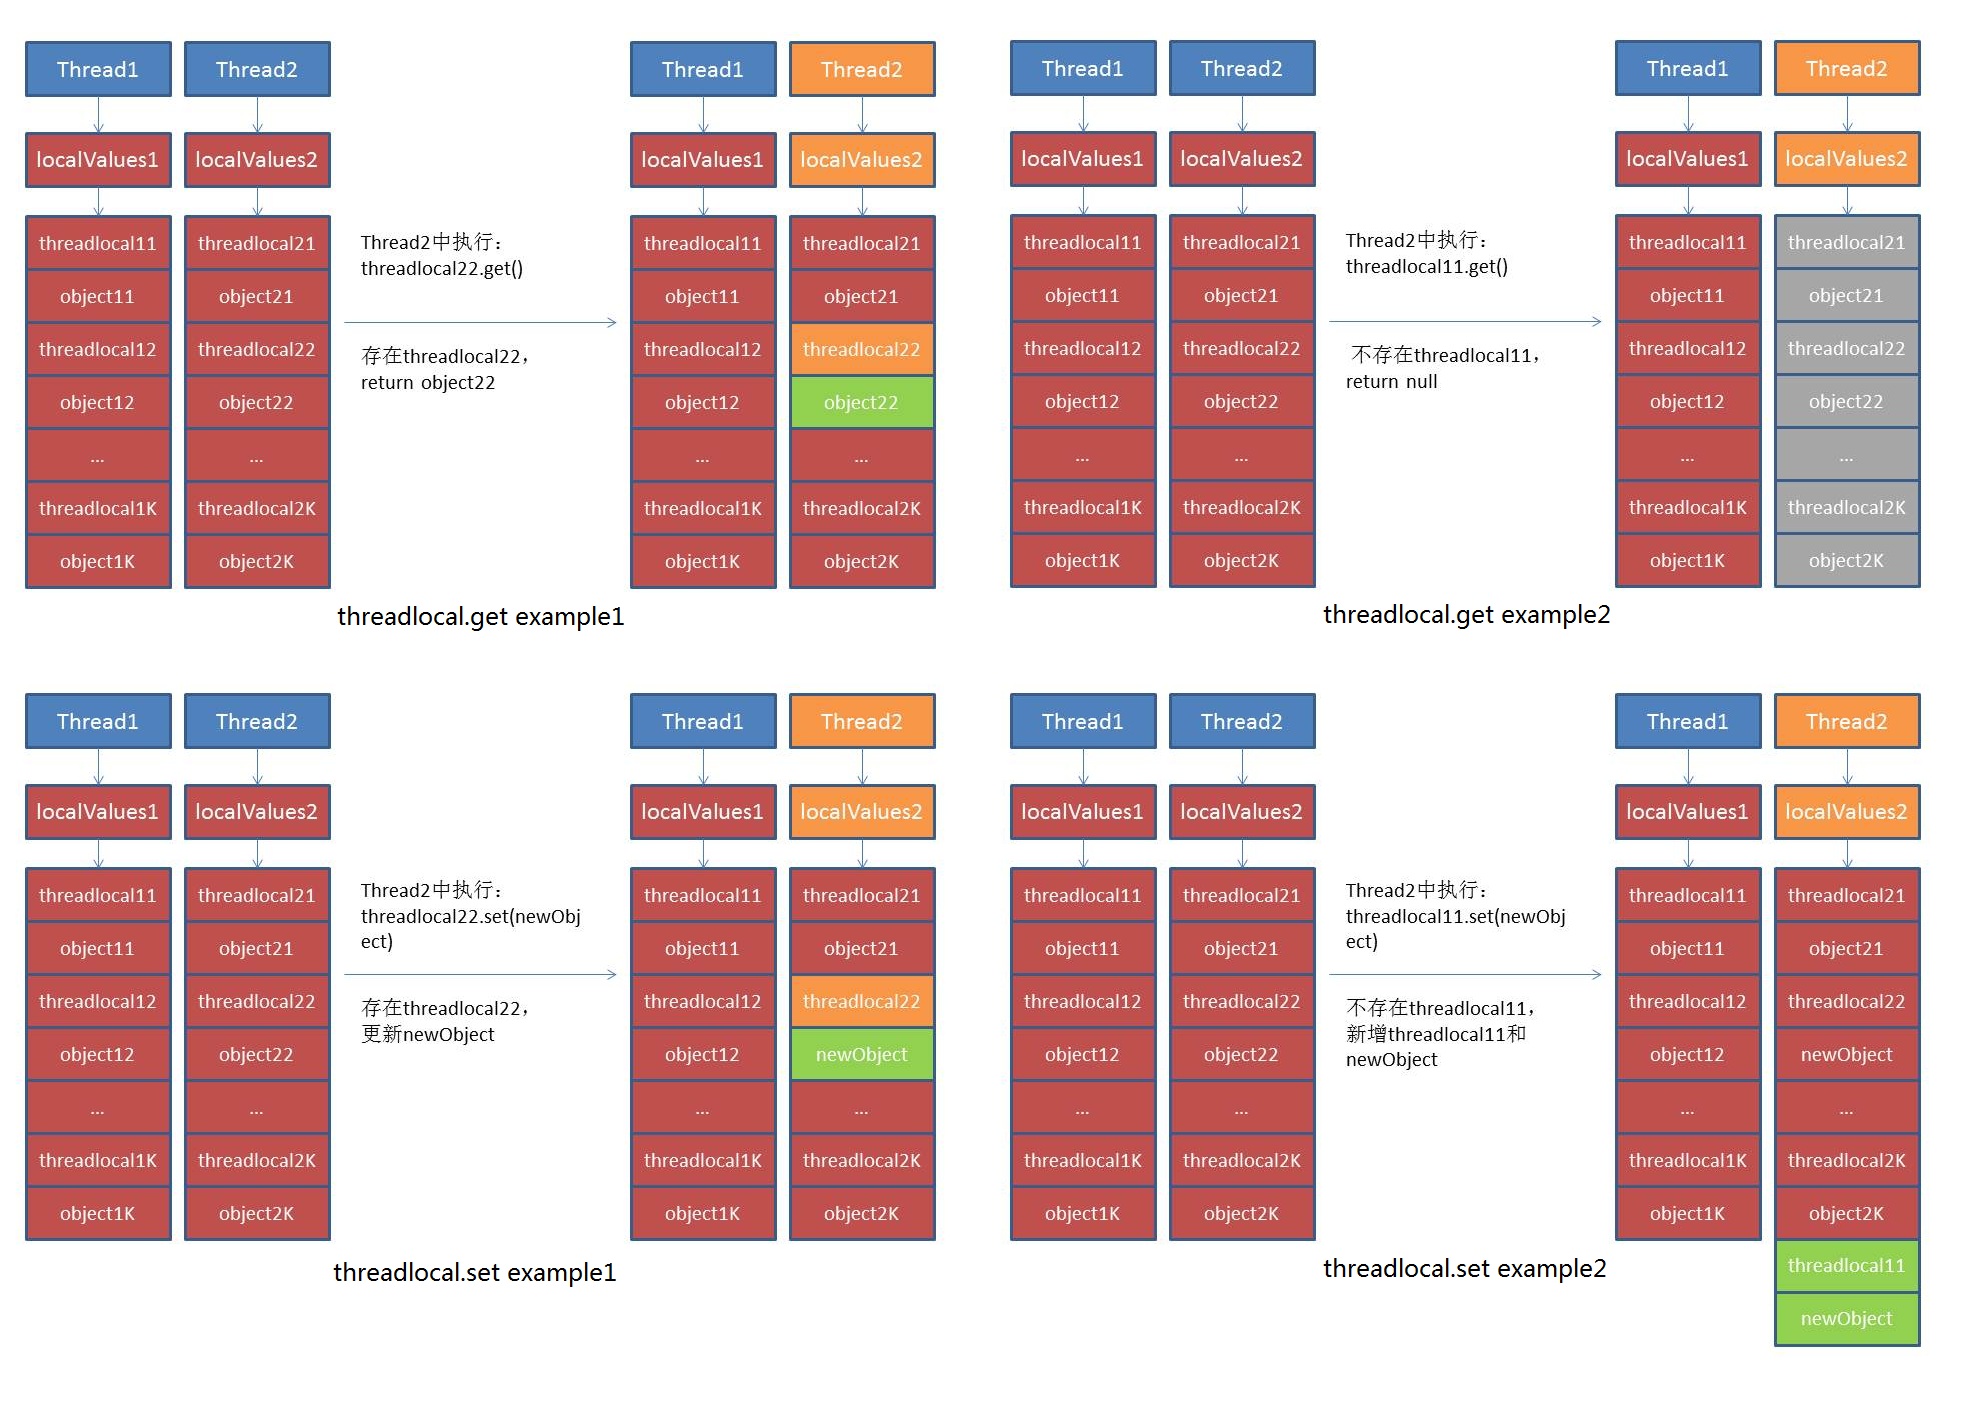 Thread1
Thread2
localValues1
localValues2
threadlocal11
threadlocal21
object11
object21
threadlocal12
threadlocal22
object12
object22
...
...
threadlocal1K
threadlocal2K
object1K
object2K
Thread2中执行：
threadlocal22.get()
存在threadlocal22，
return object22
Thread1
Thread2
localValues1
localValues2
threadlocal11
threadlocal21
object11
object21
threadlocal12
threadlocal22
object12
object22
...
...
threadlocal1K
threadlocal2K
object1K
object2K
threadlocal.get example1
Thread1
Thread2
localValues1
localValues2
threadlocal11
threadlocal21
object11
object21
threadlocal12
threadlocal22
object12
object22
...
...
threadlocal1K
threadlocal2K
object1K
object2K
Thread2中执行：
threadlocal11.get()
不存在threadlocal11，
return null
Thread1
Thread2
localValues1
localValues2
threadlocal11
threadlocal21
object11
object21
threadlocal12
threadlocal22
object12
object22
...
...
threadlocal1K
threadlocal2K
object1K
object2K
threadlocal.get example2
Thread1
Thread2
localValues1
localValues2
threadlocal11
threadlocal21
object11
object21
threadlocal12
threadlocal22
object12
object22
...
...
threadlocal1K
threadlocal2K
object1K
object2K
Thread2中执行：
threadlocal22.set(newObj
ect)
存在threadlocal22，
更新newObject
Thread1
Thread2
localValues1
localValues2
threadlocal11
threadlocal21
object11
object21
threadlocal12
threadlocal22
object12
newObject
...
...
threadlocal1K
threadlocal2K
object1K
object2K
threadlocal.set example1
Thread1
Thread2
localValues1
localValues2
threadlocal11
threadlocal21
object11
object21
threadlocal12
threadlocal22
object12
object22
...
...
threadlocal1K
threadlocal2K
object1K
object2K
Thread2中执行：
threadlocal11.set(newObj
ect)
不存在threadlocal11，
新增threadlocal11和
newObject
Thread1
Thread2
localValues1
localValues2
threadlocal11
threadlocal21
object11
object21
threadlocal12
threadlocal22
object12
newObject
...
...
threadlocal1K
threadlocal2K
object1K
object2K
threadlocal11
newObject
threadlocal.set example2